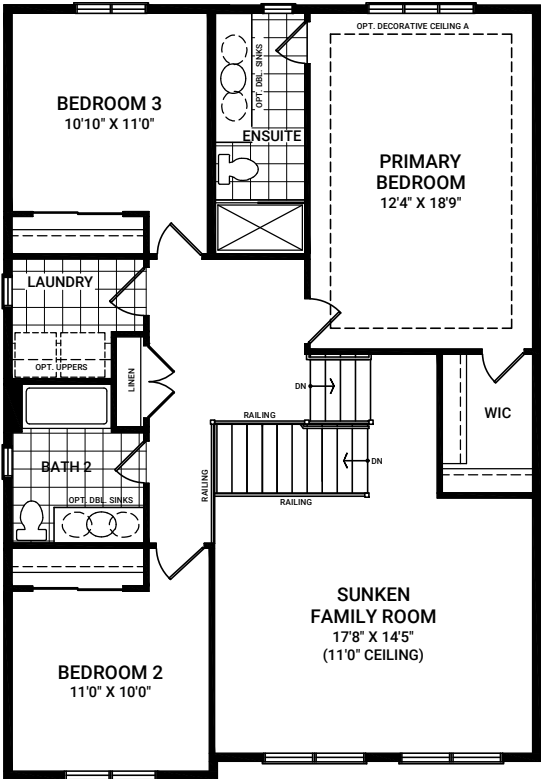 OPT. DECORATIVE CEILING A
OPT. DBL. SINKS
BEDROOM 3
10'10" X 11'0"
ENSUITE
PRIMARY
BEDROOM
12'4" X 18'9"
LAUNDRY
OPT. UPPERS
LINEN
DN
WIC
RAILING
DN
BATH 2
RAILING
OPT. DBL. SINKS
RAILING
SUNKEN
FAMILY ROOM
17'8" X 14'5"
(11'0" CEILING)
BEDROOM 2
11'0" X 10'0"